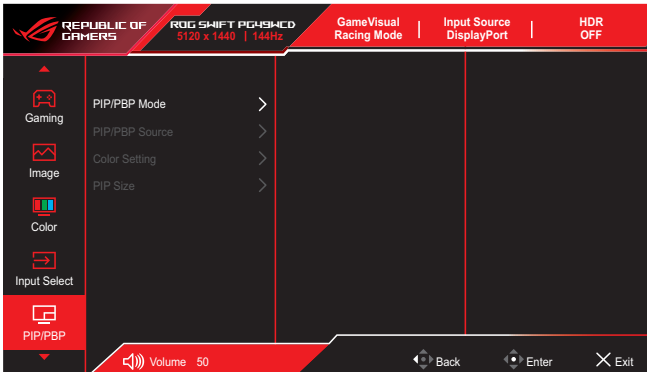 REPUBLIC OF
GAMERS
ROG SWIFT PG49WCD
5120 x 1440 | 144Hz
GameVisual
Racing Mode
Input Source
DisplayPort
HDR
OFF
Gaming
Image
Color
Input Select
PIP/PBP
PIP/PBP Mode
PIP/PBP Source
Color Setting
PIP Size
Volume 50
Back
Enter
Exit